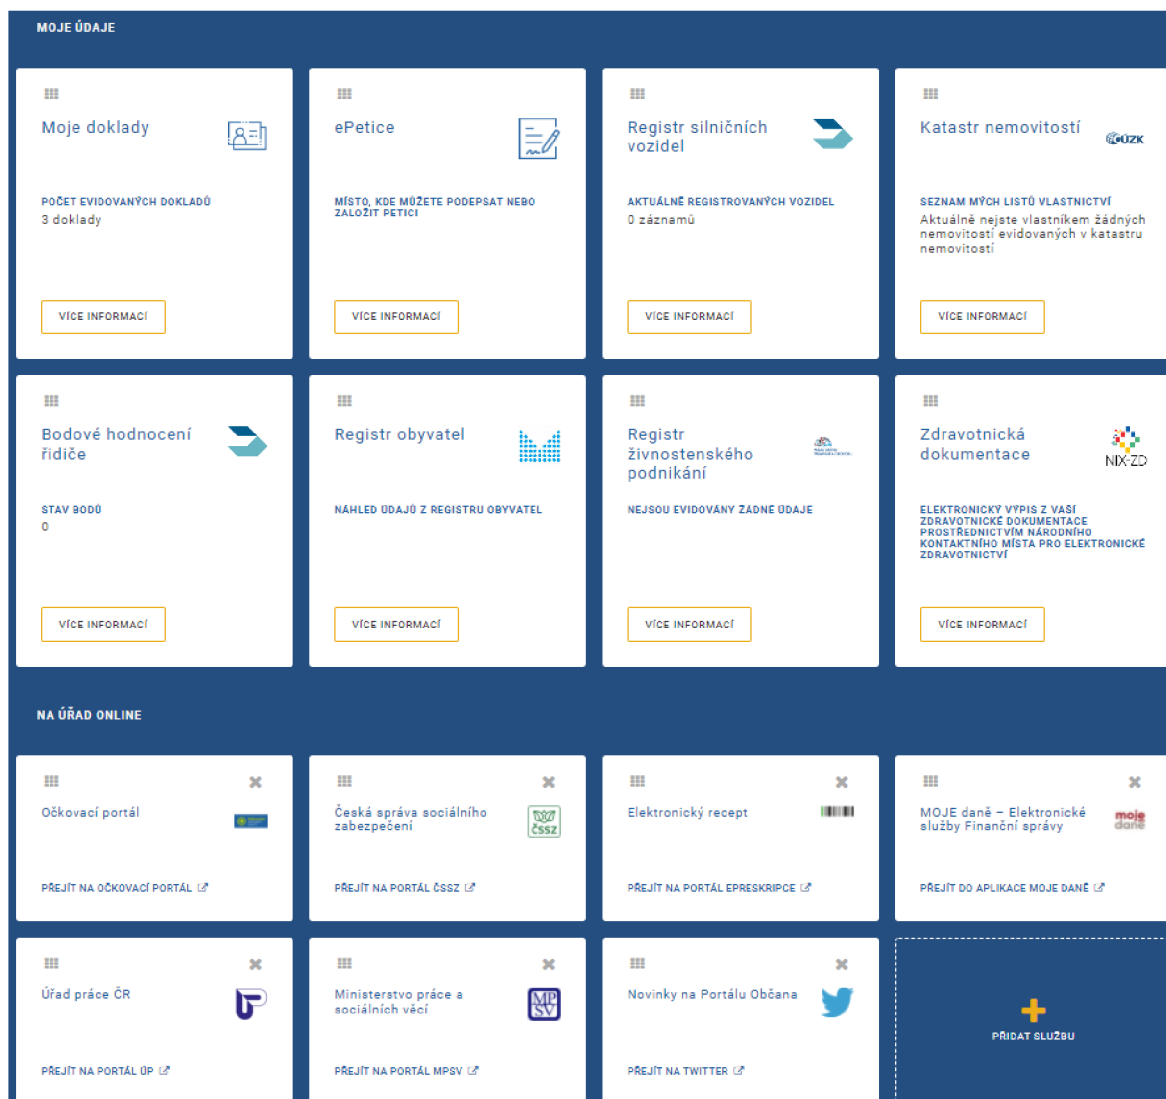 MOJE ÚDAJE
Moje doklady
POČET EVIDOVANÝCH DOKLADŮ
3 doklady
VÍCE INFORMACÍ
ePetice
MÍSTO, KDE MŮŽETE PODEPSAT NEBO
ZALOŽIT PETICI
VÍCE INFORMACÍ
Registr silničních
vozidel
AKTUÁLNĚ REGISTROVANÝCH VOZIDEL
0 záznamů
VÍCE INFORMACÍ
Katastr nemovitostí
ČÚZK
SEZNAM MÝCH LISTŮ VLASTNICTVÍ
Aktuálně nejste vlastníkem žádných
nemovitostí evidovaných v katastru
nemovitostí
VÍCE INFORMACÍ
Bodové hodnocení
řidiče
STAV BODŮ
0
VÍCE INFORMACÍ
Registr obyvatel
NÁHLED ÚDAJŮ Z REGISTRU OBYVATEL
VÍCE INFORMACÍ
Registr
živnostenského
podnikání
NEJSOU EVIDOVÁNY ŽÁDNÉ ÚDAJE
VÍCE INFORMACÍ
Zdravotnická
dokumentace
NIX-ZD
ELEKTRONICKÝ VÝPIS Z VAŠÍ
ZDRAVOTNICKÉ DOKUMENTACE
PROSTŘEDNICTVÍM NÁRODNÍHO
KONTAKTNÍHO MÍSTA PRO ELEKTRONICKÉ
ZDRAVOTNICTVÍ
VÍCE INFORMACÍ
NA ÚŘAD ONLINE
Očkovací portál
PŘEJÍT NA OČKOVACÍ PORTÁL
Česká správa sociálního
zabezpečení
ČSSZ
PŘEJÍT NA PORTÁL ČSSZ
Elektronický recept
PŘEJÍT NA PORTÁL EPRESKRIPCE
MOJE daně – Elektronické
služby Finanční správy
moje
daně
PŘEJÍT DO APLIKACE MOJE DANĚ
Úřad práce ČR
PŘEJÍT NA PORTÁL ÚP
Ministerstvo práce a
sociálních věcí
MP
SV
PŘEJÍT NA PORTÁL MPSV
Novinky na Portálu Občana
PŘEJÍT NA TWITTER
PŘIDAT SLUŽBU